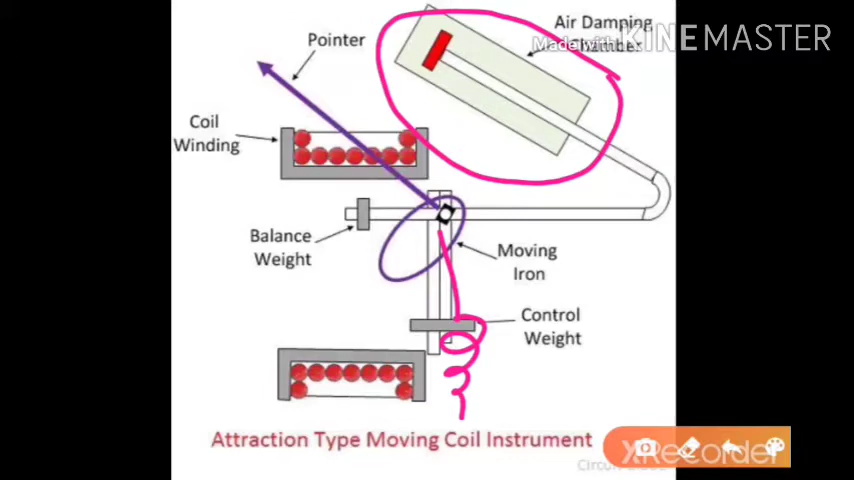 Air Damping
Chamber
Made with KINEMASTER
Pointer
Coil
Winding
Balance
Weight
Moving
Iron
Control
Weight
Attraction Type Moving Coil Instrument
XRecorder